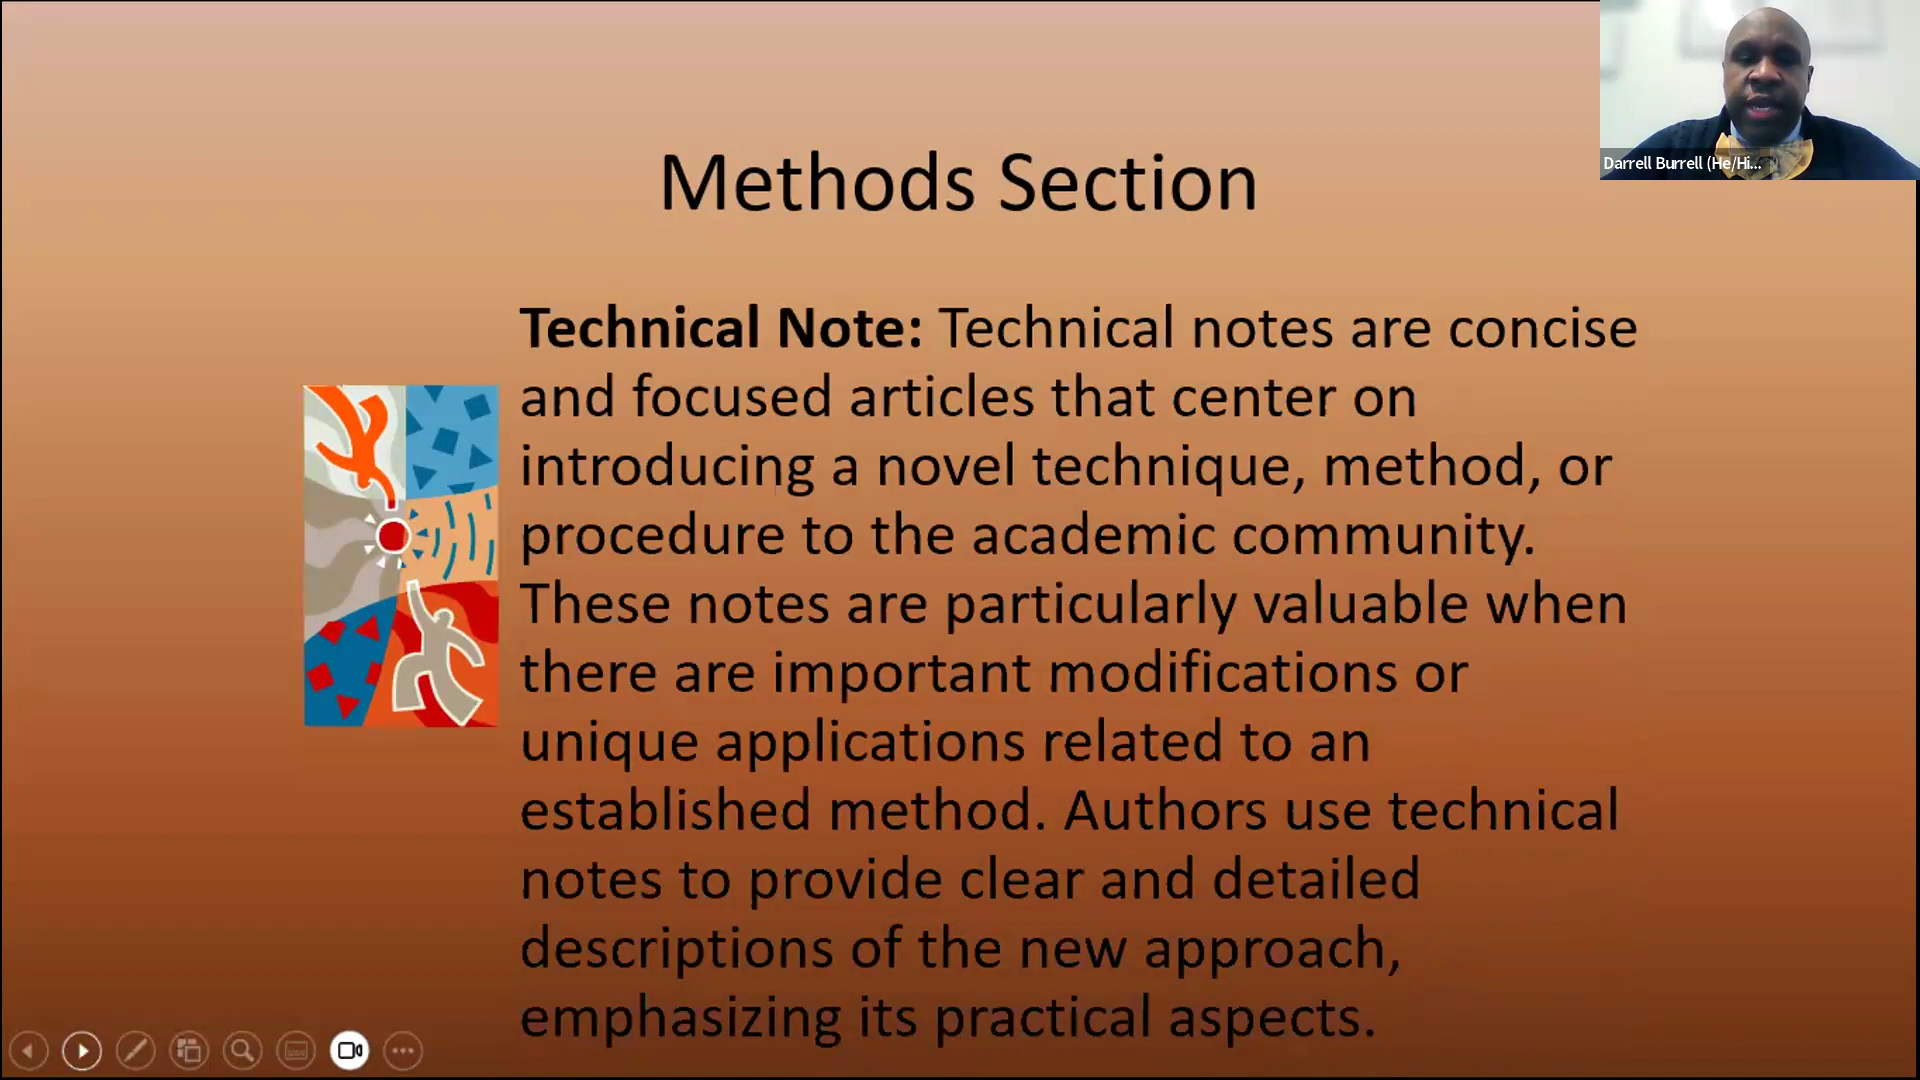 Methods Section
Darrell Burrell (He/Hi...
Technical Note: Technical notes are concise
and focused articles that center on
introducing a novel technique, method, or
procedure to the academic community.
These notes are particularly valuable when
there are important modifications or
unique applications related to an
established method. Authors use technical
notes to provide clear and detailed
descriptions of the new approach,
emphasizing its practical aspects.